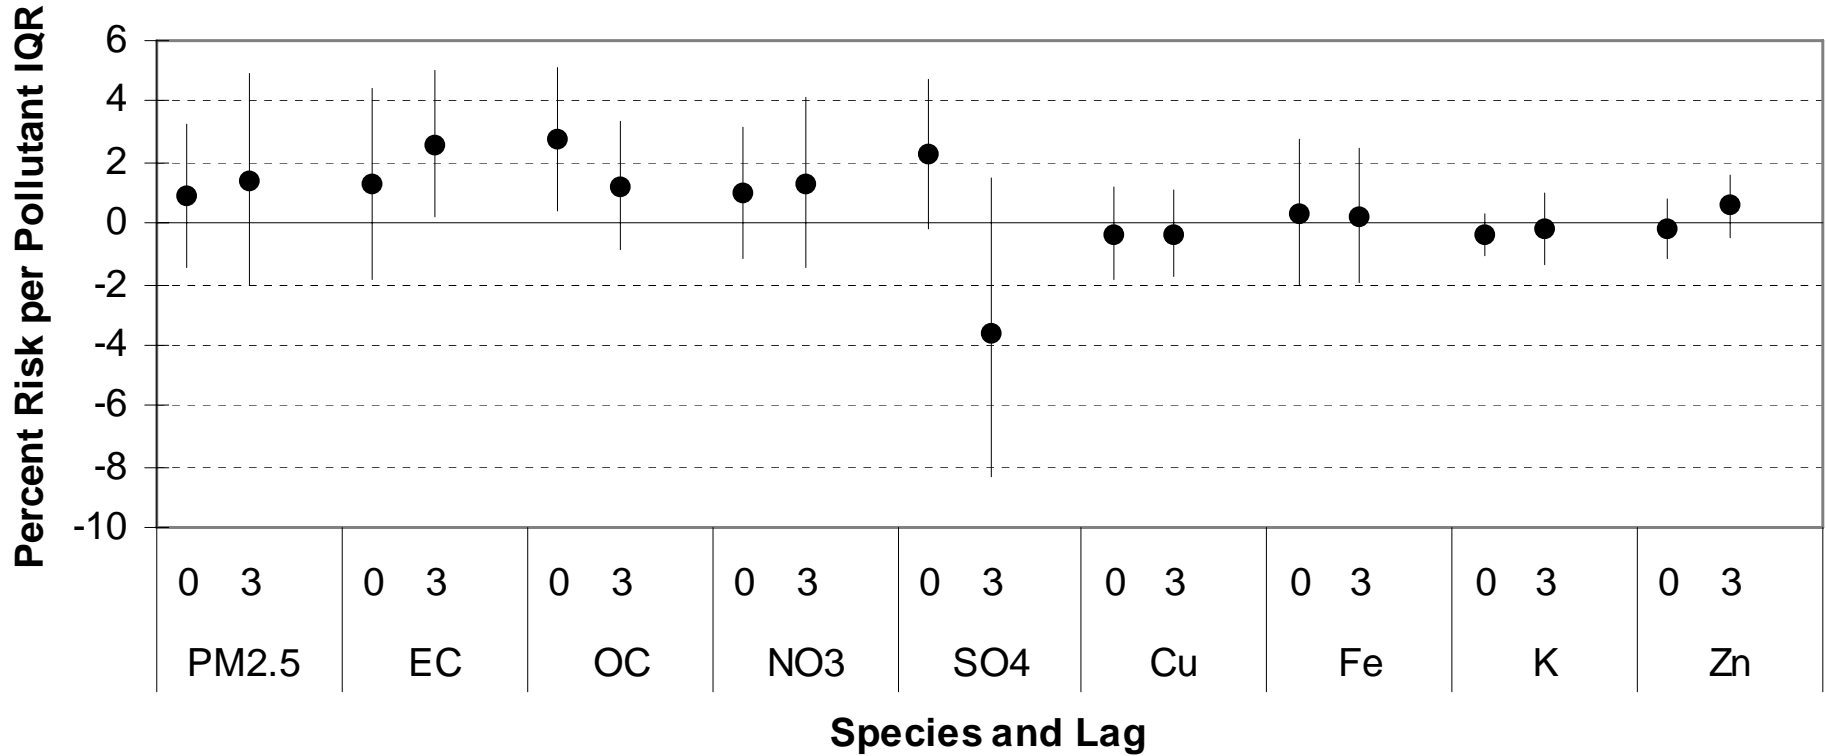 Percent Risk per Pollutant IQR
6
4
2
0
-2
-4
-6
-8
-10
0 3 0 3 0 3 0 3 0 3 0 3 0 3 0 3 0 3
PM2.5 EC OC NO3 SO4 Cu Fe K Zn
Species and Lag